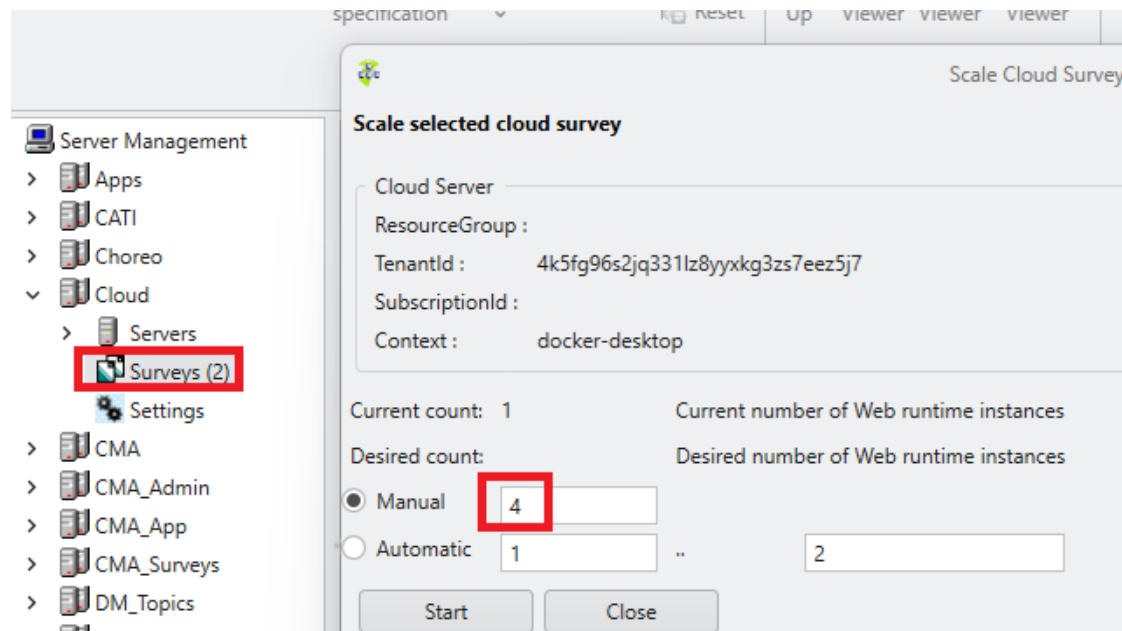 specification Reset Up Viewer Viewer Viewer
Scale Cloud Survey
Scale selected cloud survey
Server Management
Apps
CATI
Choreo
Cloud
Servers
Surveys (2)
Settings
CMA
CMA_Admin
CMA_App
CMA_Surveys
DM_Topics
Cloud Server
ResourceGroup :
TenantId : 4k5fg96s2jq331lz8yyxkg3zs7eez5j7
SubscriptionId :
Context : docker-desktop
Current count: 1 Current number of Web runtime instances
Desired count: Desired number of Web runtime instances
Manual 4
Automatic 1 .. 2
Start Close